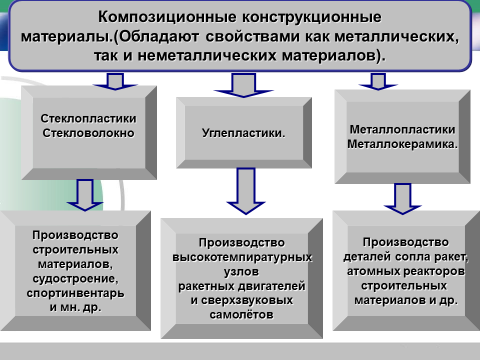 Композиционные конструкционные
материалы.(Обладают свойствами как металлических,
так и неметаллических материалов).
Стеклопластики
Стекловолокно
Углепластики.
Металлопластики
Металлокерамика.
Производство
строительных
материалов,
судостроение,
спортинвентарь
и мн. др.
Производство
высокотемпиратурных
узлов
ракетных двигателей
и сверхзвуковых
самолётов
Производство
деталей сопла ракет,
атомных реакторов
строительных
материалов и др.